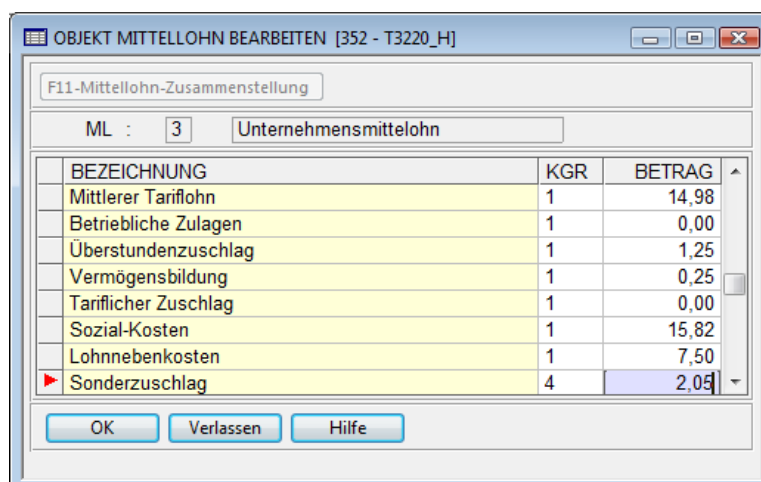 OBJEKT MITTELLOHN BEARBEITEN [352 - T3220_H]
F11-Mittellohn-Zusammenstellung
ML : 3 Unternehmensmittelohn
BEZEICHNUNG KGR BETRAG
Mittlerer Tariflohn 1 14,98
Betriebliche Zulagen 1 0,00
Überstundenzuschlag 1 1,25
Vermögensbildung 1 0,25
Tariflicher Zuschlag 1 0,00
Sozial-Kosten 1 15,82
Lohnnebenkosten 1 7,50
Sonderzuschlag 4 2,05
OK Verlassen Hilfe